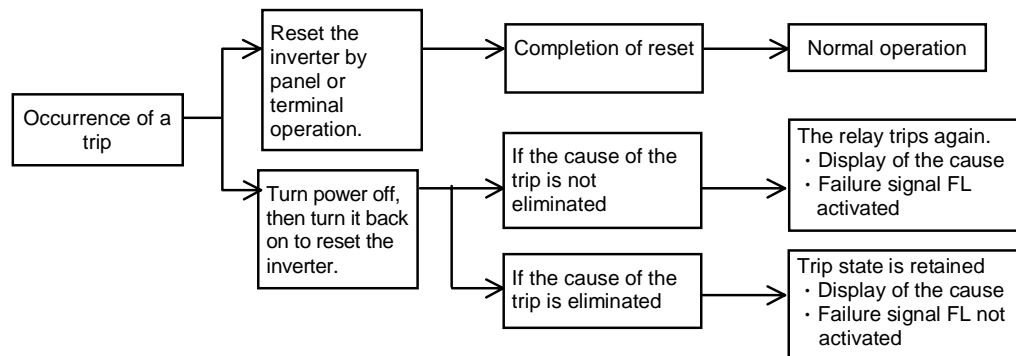 Occurrence of a
trip
Reset the
inverter by
panel or
terminal
operation.
Completion of reset
Normal operation
Turn power off,
then turn it back
on to reset the
inverter.
If the cause of the
trip is not
eliminated
The relay trips again.
・Display of the cause
・Failure signal FL
activated
If the cause of the
trip is eliminated
Trip state is retained
・Display of the cause
・Failure signal FL not
activated